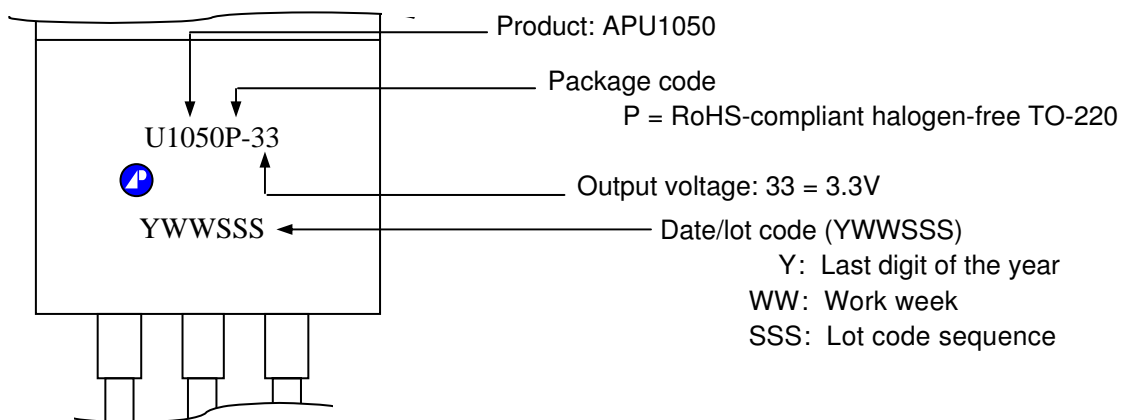 Product: APU1050
Package code
P = RoHS-compliant halogen-free TO-220
U1050P-33
Output voltage: 33 = 3.3V
YWWSSS
Date/lot code (YWWSSS)
Y: Last digit of the year
WW: Work week
SSS: Lot code sequence